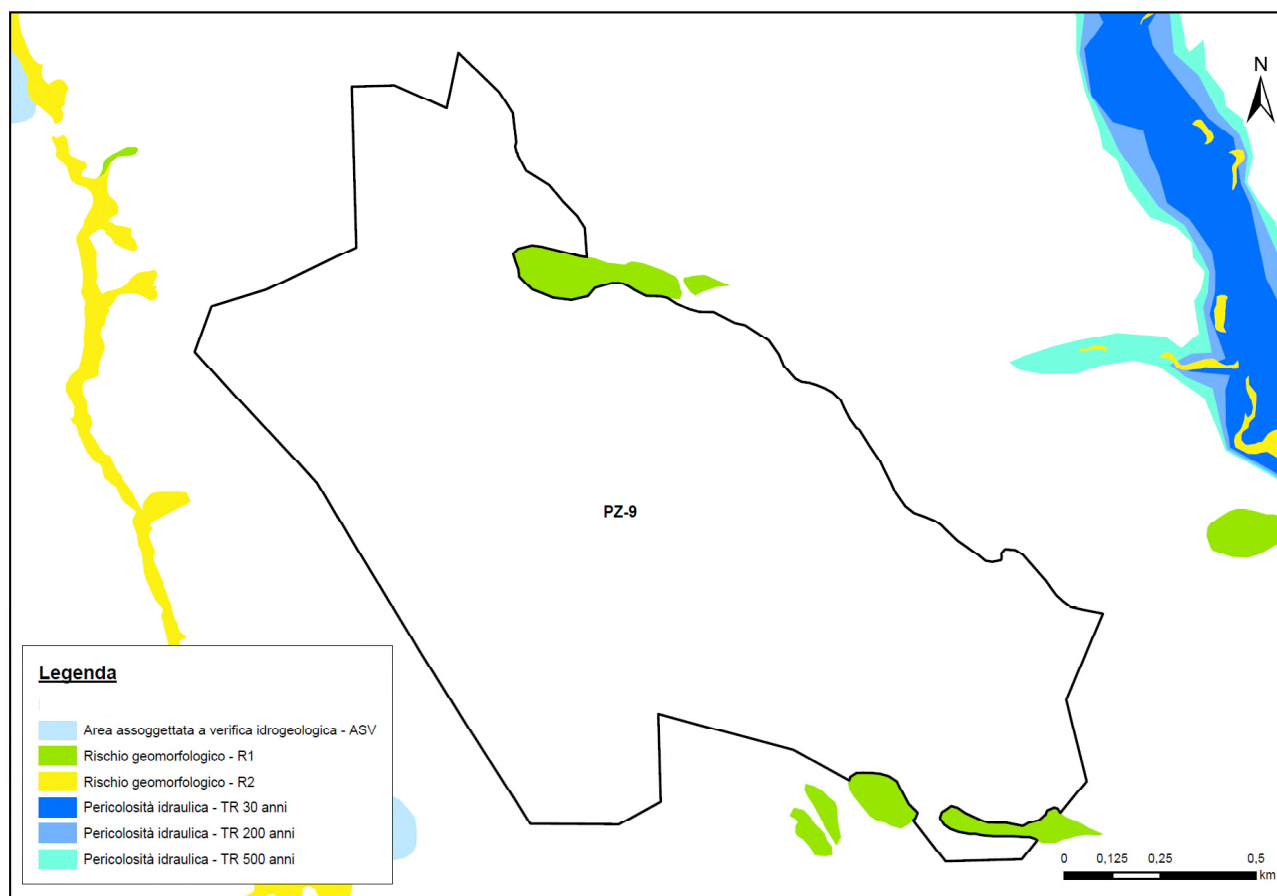 N
PZ-9
Legenda
Area assoggettata a verifica idrogeologica - ASV
Rischio geomorfologico - R1
Rischio geomorfologico - R2
Pericolosità idraulica - TR 30 anni
Pericolosità idraulica - TR 200 anni
Pericolosità idraulica - TR 500 anni
0 0,125 0,25 0,5
km